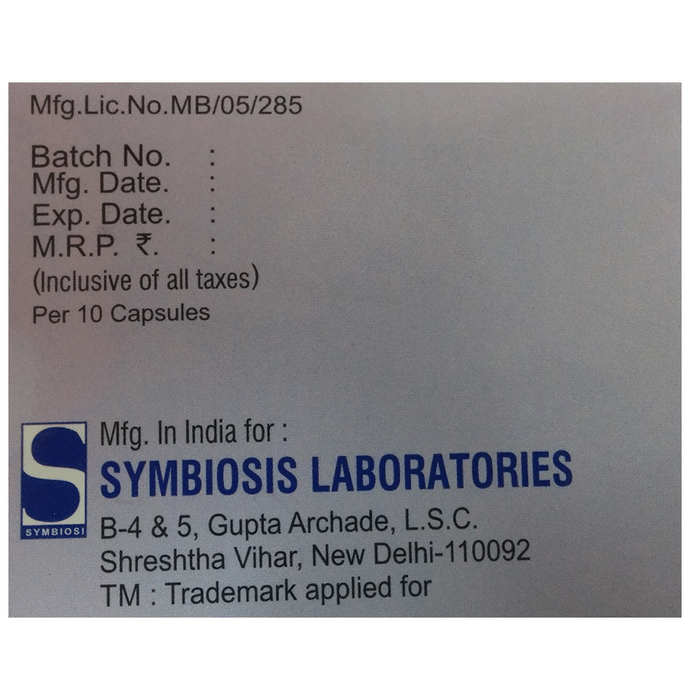 Mfg.Lic.No.MB/05/285
Batch No. :
Mfg. Date. :
Exp. Date. :
M.R.P. ₹. :
(Inclusive of all taxes)
Per 10 Capsules
SYMBIOSI
Mfg. In India for :
SYMBIOSIS LABORATORIES
B-4 & 5, Gupta Archade, L.S.C.
Shreshtha Vihar, New Delhi-110092
TM : Trademark applied for